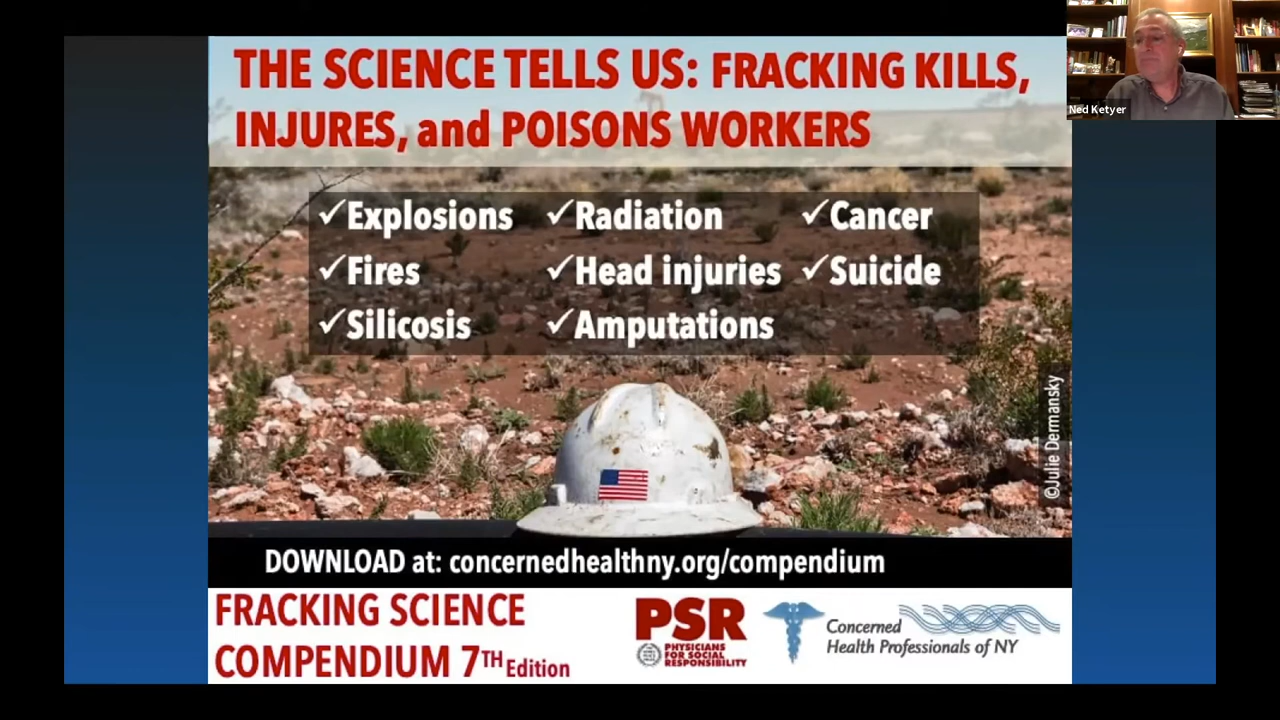 THE SCIENCE TELLS US: FRACKING KILLS,
INJURES, and POISONS WORKERS
Ned Ketyer
✓Explosions ✓Radiation ✓Cancer
✓Fires ✓Head injuries ✓Suicide
✓Silicosis ✓Amputations
©Julie Dermansky
DOWNLOAD at: concernedhealthny.org/compendium
FRACKING SCIENCE
COMPENDIUM 7TH Edition
PSR
PHYSICIANS
FOR SOCIAL
RESPONSIBILITY
Concerned
Health Professionals of NY